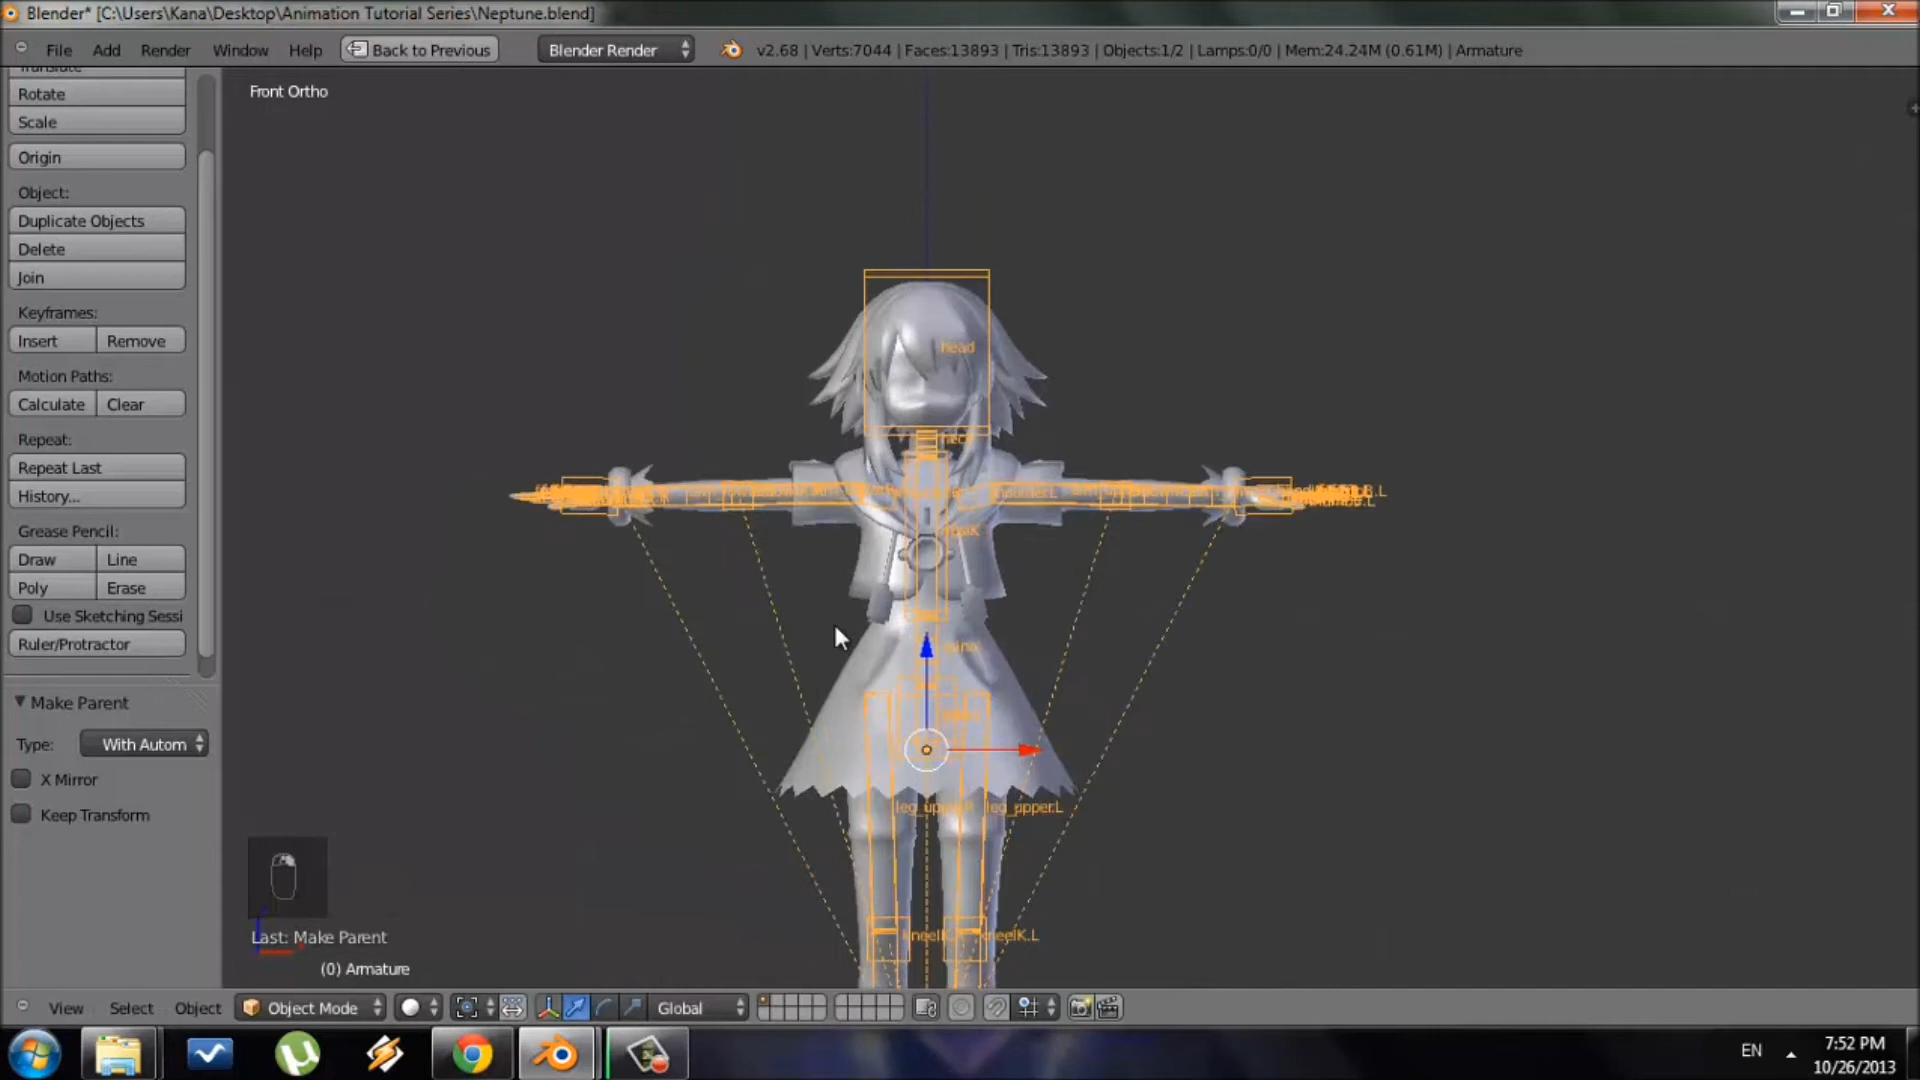 Blender* [C:\Users\Kana\Desktop\Animation Tutorial Series\Neptune.blend]
File Add Render Window Help Back to Previous Blender Render v2.68 | Verts:7044 | Faces:13893 | Tris:13893 | Objects:1/2 | Lamps:0/0 | Mem:24.24M (0.61M) | Armature
Translate
Rotate
Scale
Origin
Object:
Duplicate Objects
Delete
Join
Keyframes:
Insert Remove
Motion Paths:
Calculate Clear
Repeat:
Repeat Last
History...
Grease Pencil:
Draw Line
Poly Erase
Use Sketching Sessi
Ruler/Protractor
Make Parent
Type: With Autom
X Mirror
Keep Transform
Front Ortho
head
leg_upper.L
kneeIK.L
Last: Make Parent
(0) Armature
View Select Object Object Mode Global
EN
7:52 PM
10/26/2013